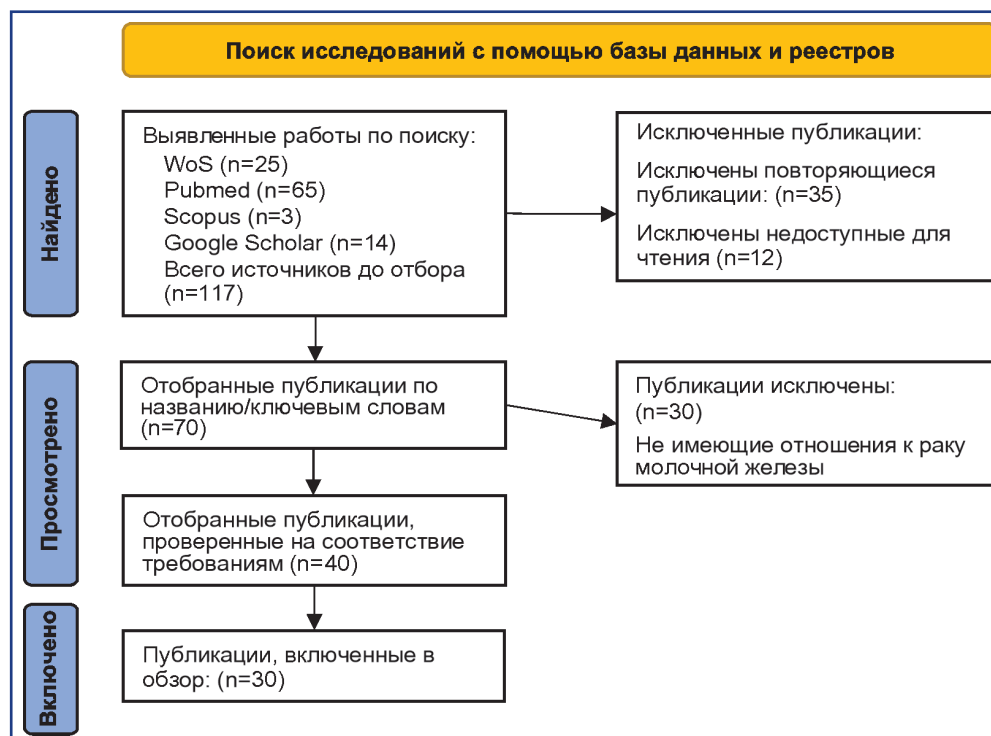 Поиск исследований с помощью базы данных и реестров
Найдено
Выявленные работы по поиску:
WoS (n=25)
Pubmed (n=65)
Scopus (n=3)
Google Scholar (n=14)
Всего источников до отбора
(n=117)
Исключенные публикации:
Исключены повторяющиеся
публикации: (n=35)
Исключены недоступные для
чтения (n=12)
Просмотрено
Отобранные публикации по
названию/ключевым словам
(n=70)
Публикации исключены:
(n=30)
Не имеющие отношения к раку
молочной железы
Отобранные публикации,
проверенные на соответствие
требованиям (n=40)
Включено
Публикации, включенные в
обзор: (n=30)